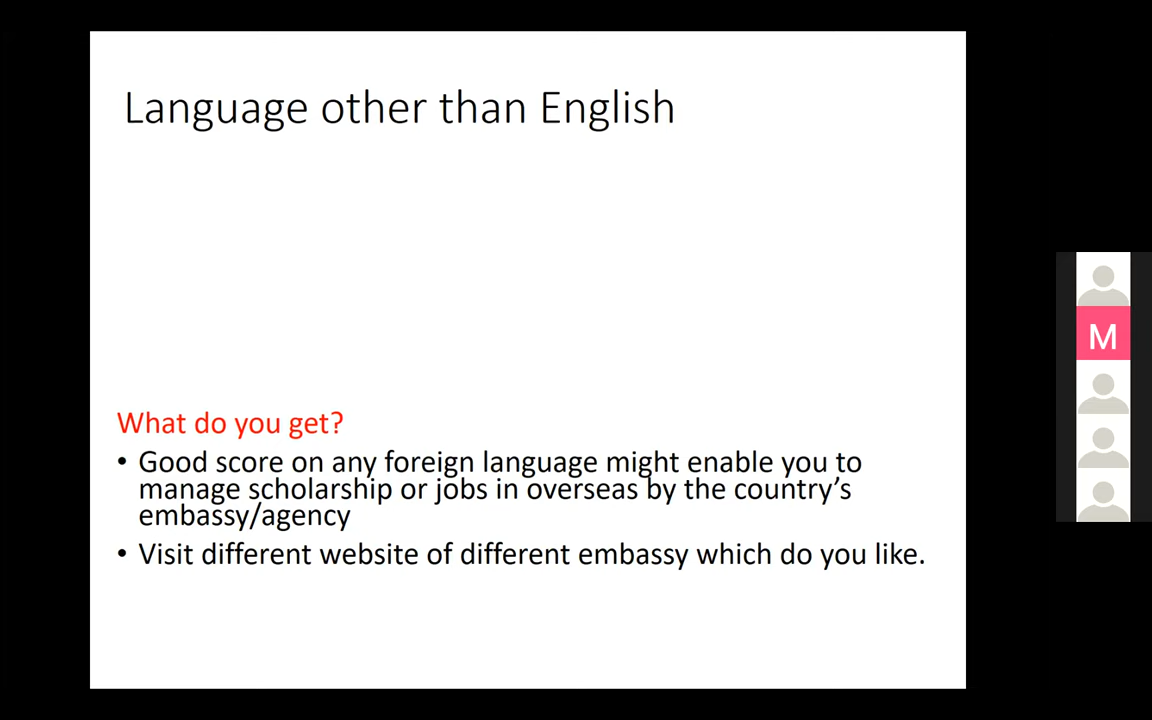 Language other than English
What do you get?
• Good score on any foreign language might enable you to
manage scholarship or jobs in overseas by the country’s
embassy/agency
• Visit different website of different embassy which do you like.
M